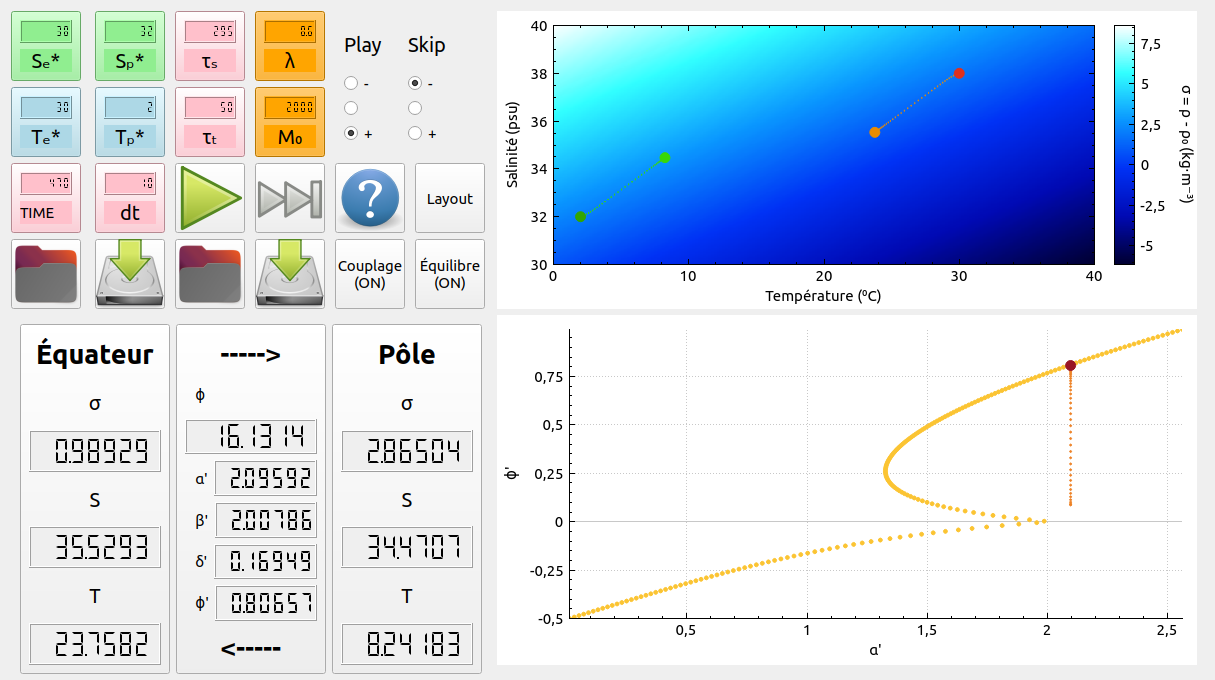 38
Sₑ*
32
Sₚ*
295
τₛ
0.6
λ
Play
Skip
30
Tₑ*
2
Tₚ*
50
τₜ
2000
M₀
-
-
+
+
470
TIME
10
dt
?
Layout
Couplage
(ON)
Équilibre
(ON)
Salinité (psu)
40
38
36
34
32
30
0
10
20
30
40
Température (⁰C)
7,5
5
2,5
0
-2,5
-5
σ = ρ - ρ₀ (kg·m⁻³)
Équateur
σ
0.98929
S
35.5293
T
23.7582
----->
ϕ
16.1314
α'
2.09592
β'
2.00786
δ'
0.16949
ϕ'
0.80657
<-----
Pôle
σ
2.86504
S
34.4707
T
8.24183
ϕ'
0,75
0,5
0,25
0
-0,25
-0,5
0,5
1
1,5
2
2,5
α'